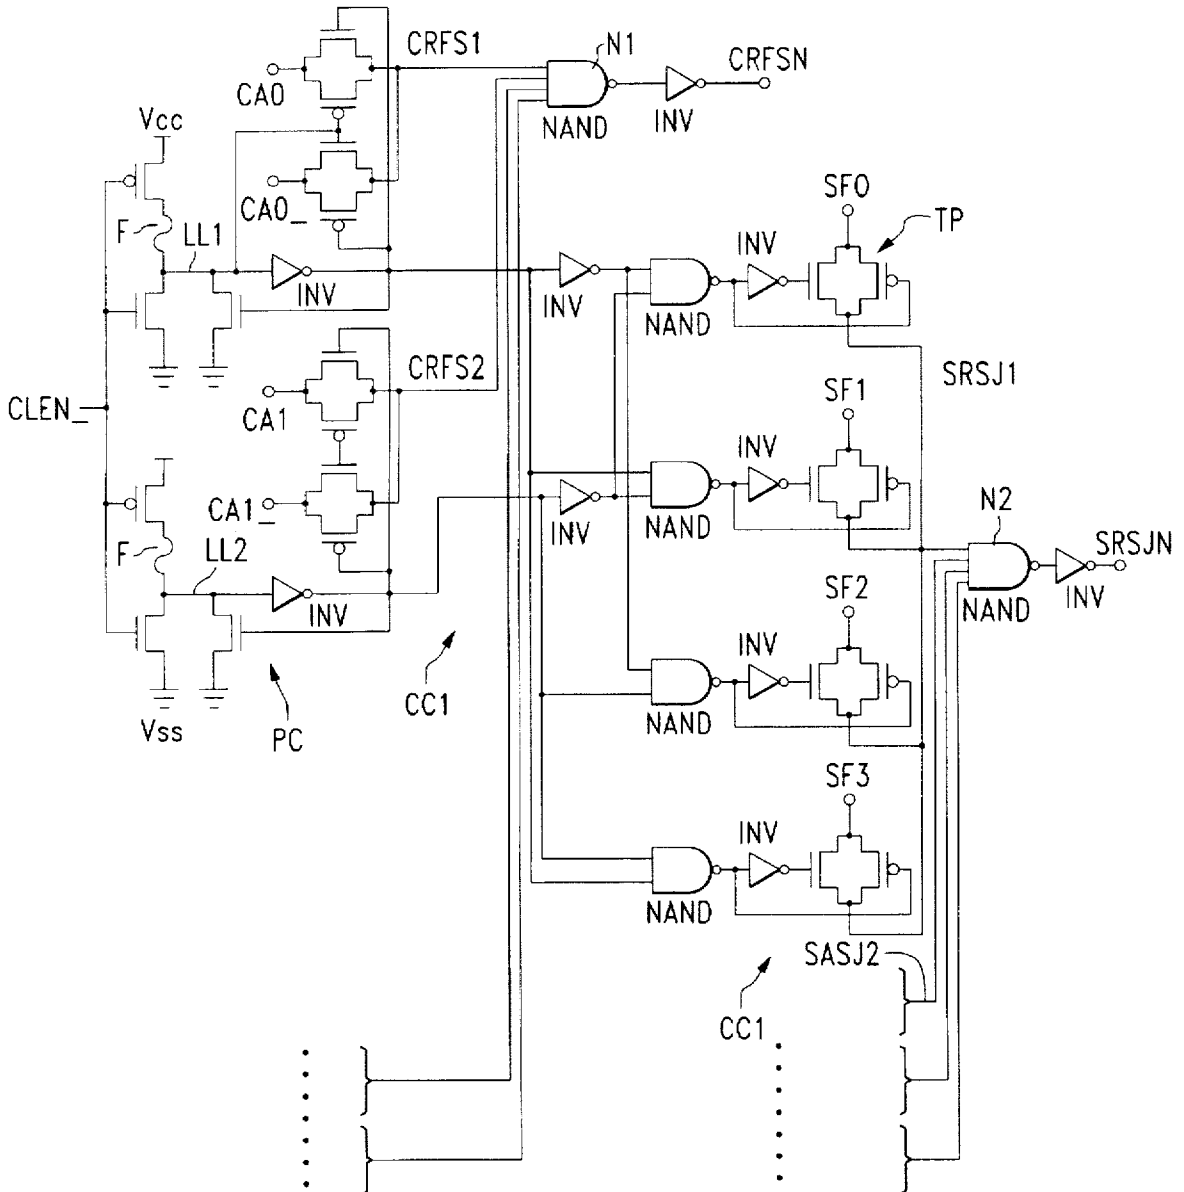 CRFS1
N1
CRFSN
CA0
NAND
INV
Vcc
SF0
TP
CA0_
F
LL1
INV
INV
INV
NAND
SRSJ1
CRFS2
CLEN_
CA1
SF1
INV
CA1_
INV
NAND
N2
SRSJN
F
LL2
INV
SF2
INV
NAND
INV
CC1
NAND
Vss
PC
SF3
INV
NAND
SASJ2
CC1